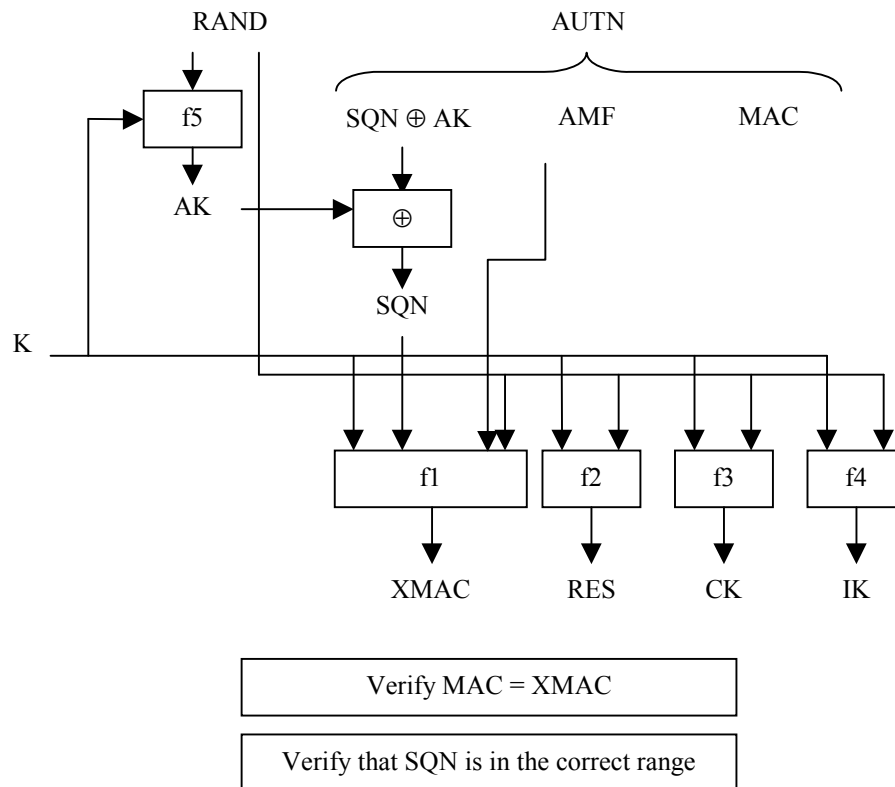 RAND
AUTN
f5
SQN ⊕ AK
AMF
MAC
AK
⊕
SQN
K
f1
f2
f3
f4
XMAC
RES
CK
IK
Verify MAC = XMAC
Verify that SQN is in the correct range